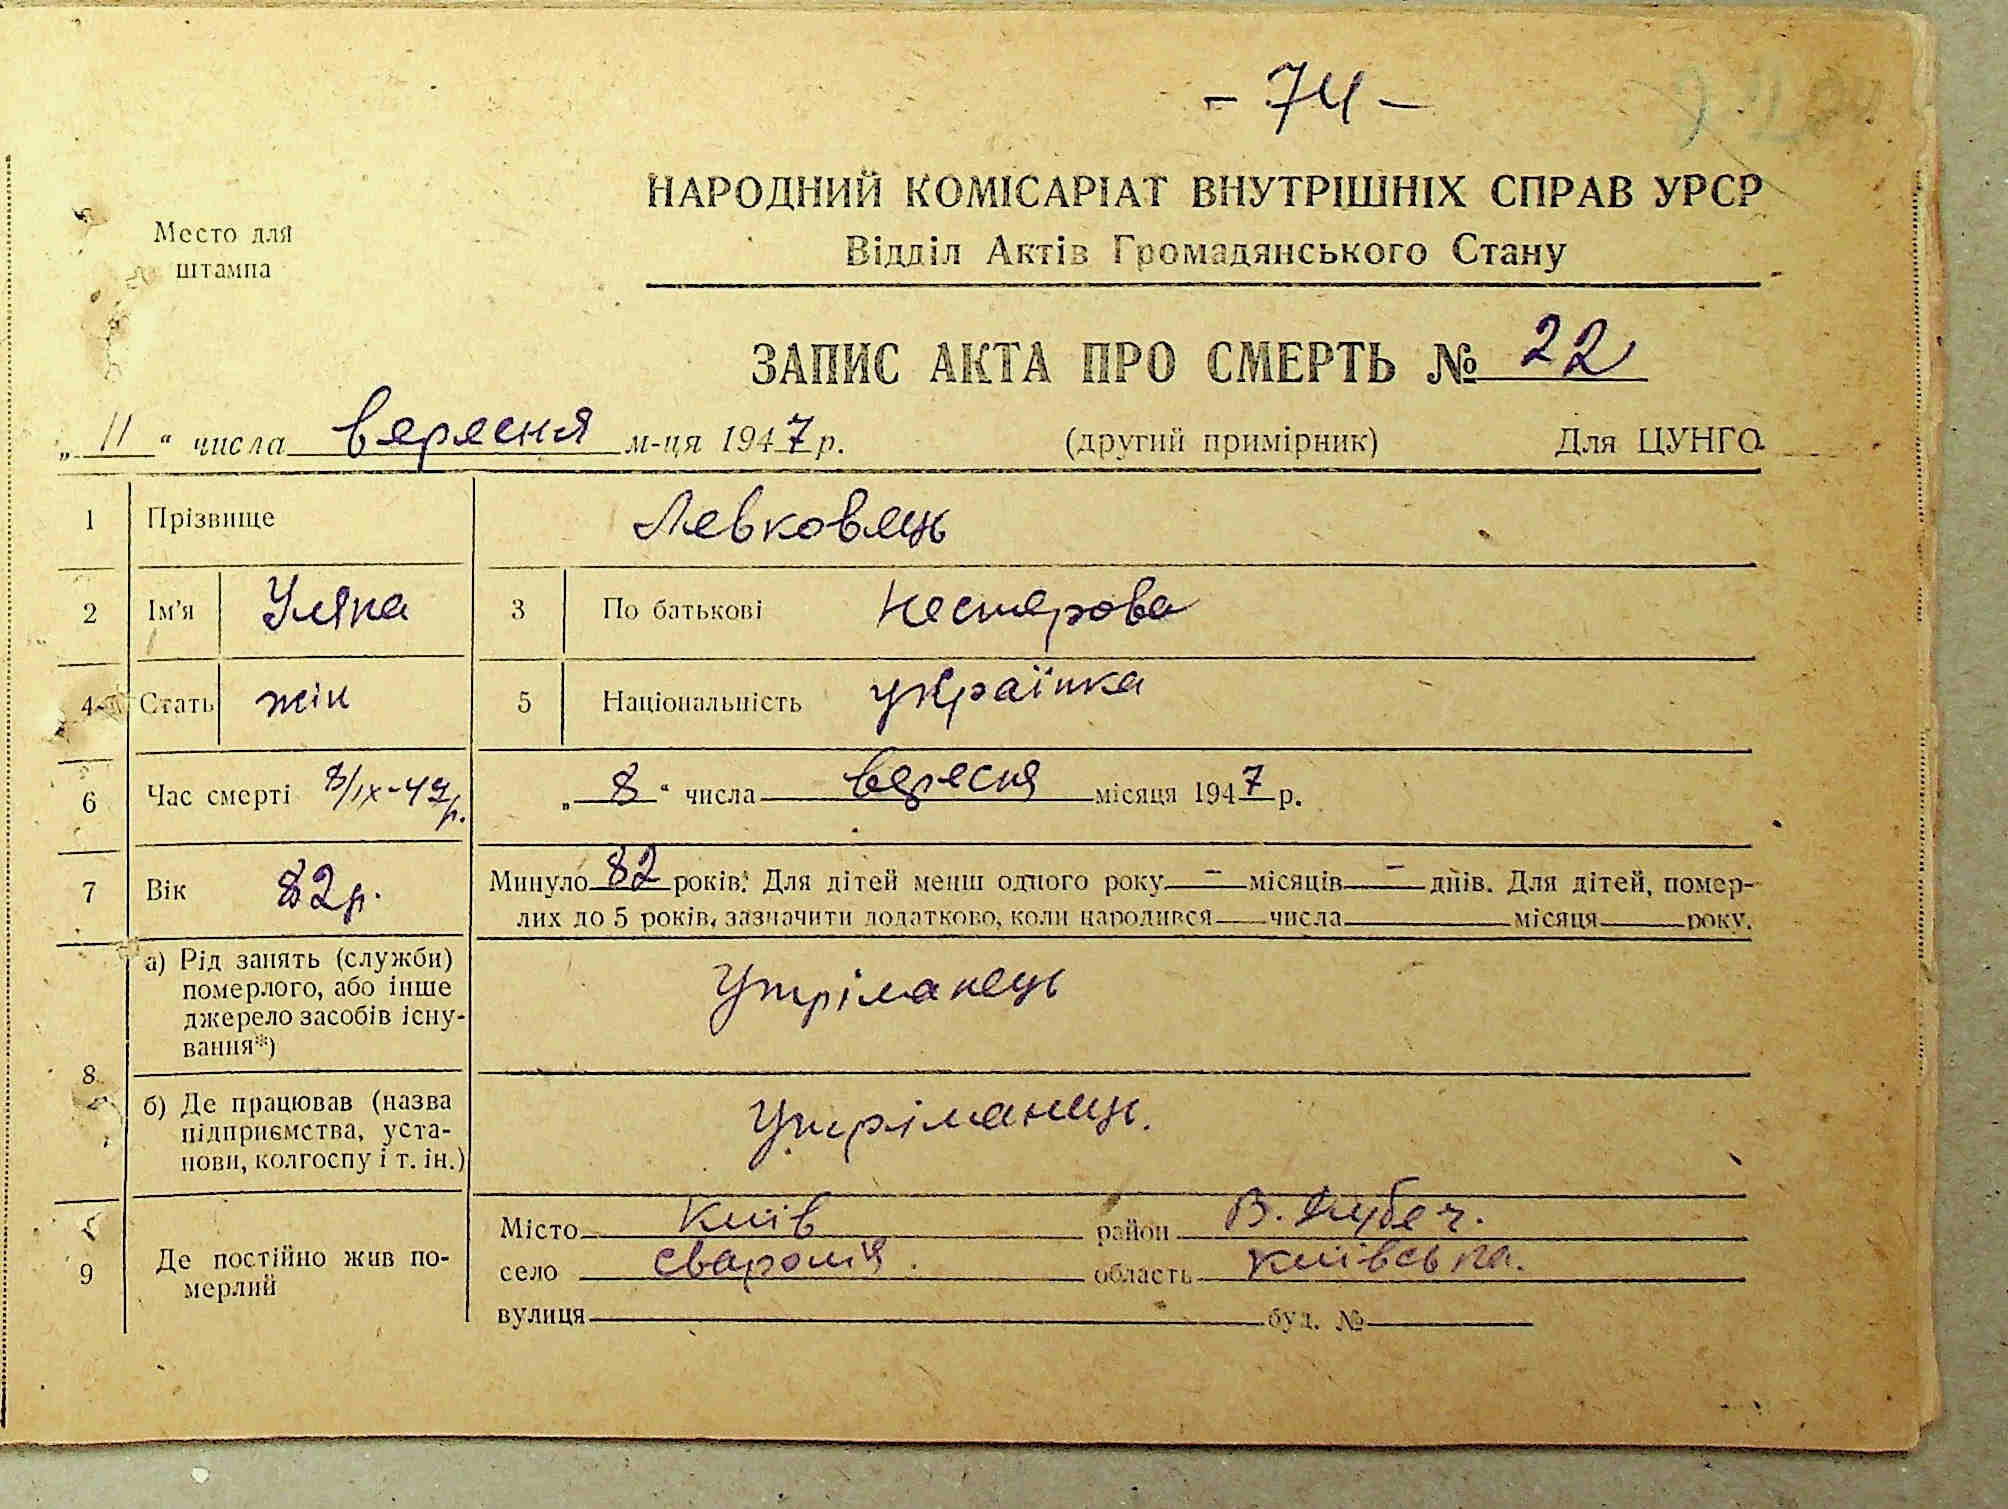 - 74 -
Место для
штампа
НАРОДНИЙ КОМІСАРІАТ ВНУТРІШНІХ СПРАВ УРСР
Відділ Актів Громадянського Стану
ЗАПИС АКТА ПРО СМЕРТЬ № 22
„11“ числа вересня м-ця 1947 р. (другий примірник) Для ЦУНГО
1 Прізвище Левковець
2 Ім'я Уляна 3 По батькові Нестерова
4 Стать жін 5 Національність українка
6 Час смерті 8/ІХ-47р. „8“ числа вересня місяця 1947 р.
7 Вік 82 р. Минуло 82 років. Для дітей менш одного року - місяців - днів. Для дітей, помер-
лих до 5 років, зазначити додатково, коли народився числа місяця року.
8 а) Рід занять (служби)
померлого, або інше
джерело засобів існу-
вання*)
Утріманець
б) Де працював (назва
підприємства, уста-
нови, колгоспу і т. ін.)
Утріманець.
9 Де постійно жив по-
мерлий
Місто Київ район В. Дубеч.
село Сваромія. область Київська.
вулиця буд. №